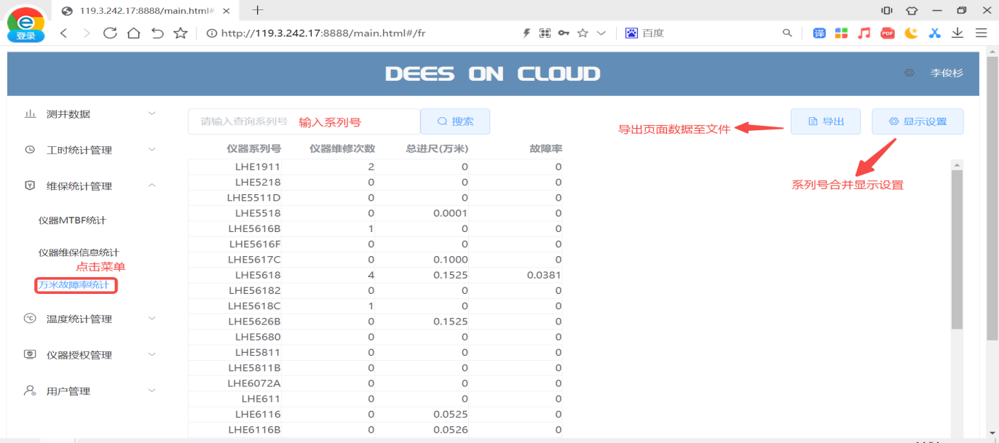 119.3.242.17:8888/main.html#
登录
http://119.3.242.17:8888/main.html#/fr
百度
译
PDF
DEES ON CLOUD
李俊杉
测井数据
工时统计管理
维保统计管理
仪器MTBF统计
仪器维保信息统计
点击菜单
万米故障率统计
温度统计管理
仪器授权管理
用户管理
请输入查询系列号 输入系列号 搜索
导出页面数据至文件
导出
显示设置
系列号合并显示设置
仪器系列号 仪器维修次数 总进尺(万米) 故障率
LHE1911 2 0 0
LHE5218 0 0 0
LHE5511D 0 0 0
LHE5518 0 0.0001 0
LHE5616B 1 0 0
LHE5616F 0 0 0
LHE5617C 0 0.1000 0
LHE5618 4 0.1525 0.0381
LHE56182 0 0 0
LHE5618C 1 0 0
LHE5626B 0 0.1525 0
LHE5680 0 0 0
LHE5811 0 0 0
LHE5811B 0 0 0
LHE6072A 0 0 0
LHE611 0 0 0
LHE6116 0 0.0525 0
LHE6116B 0 0.0526 0